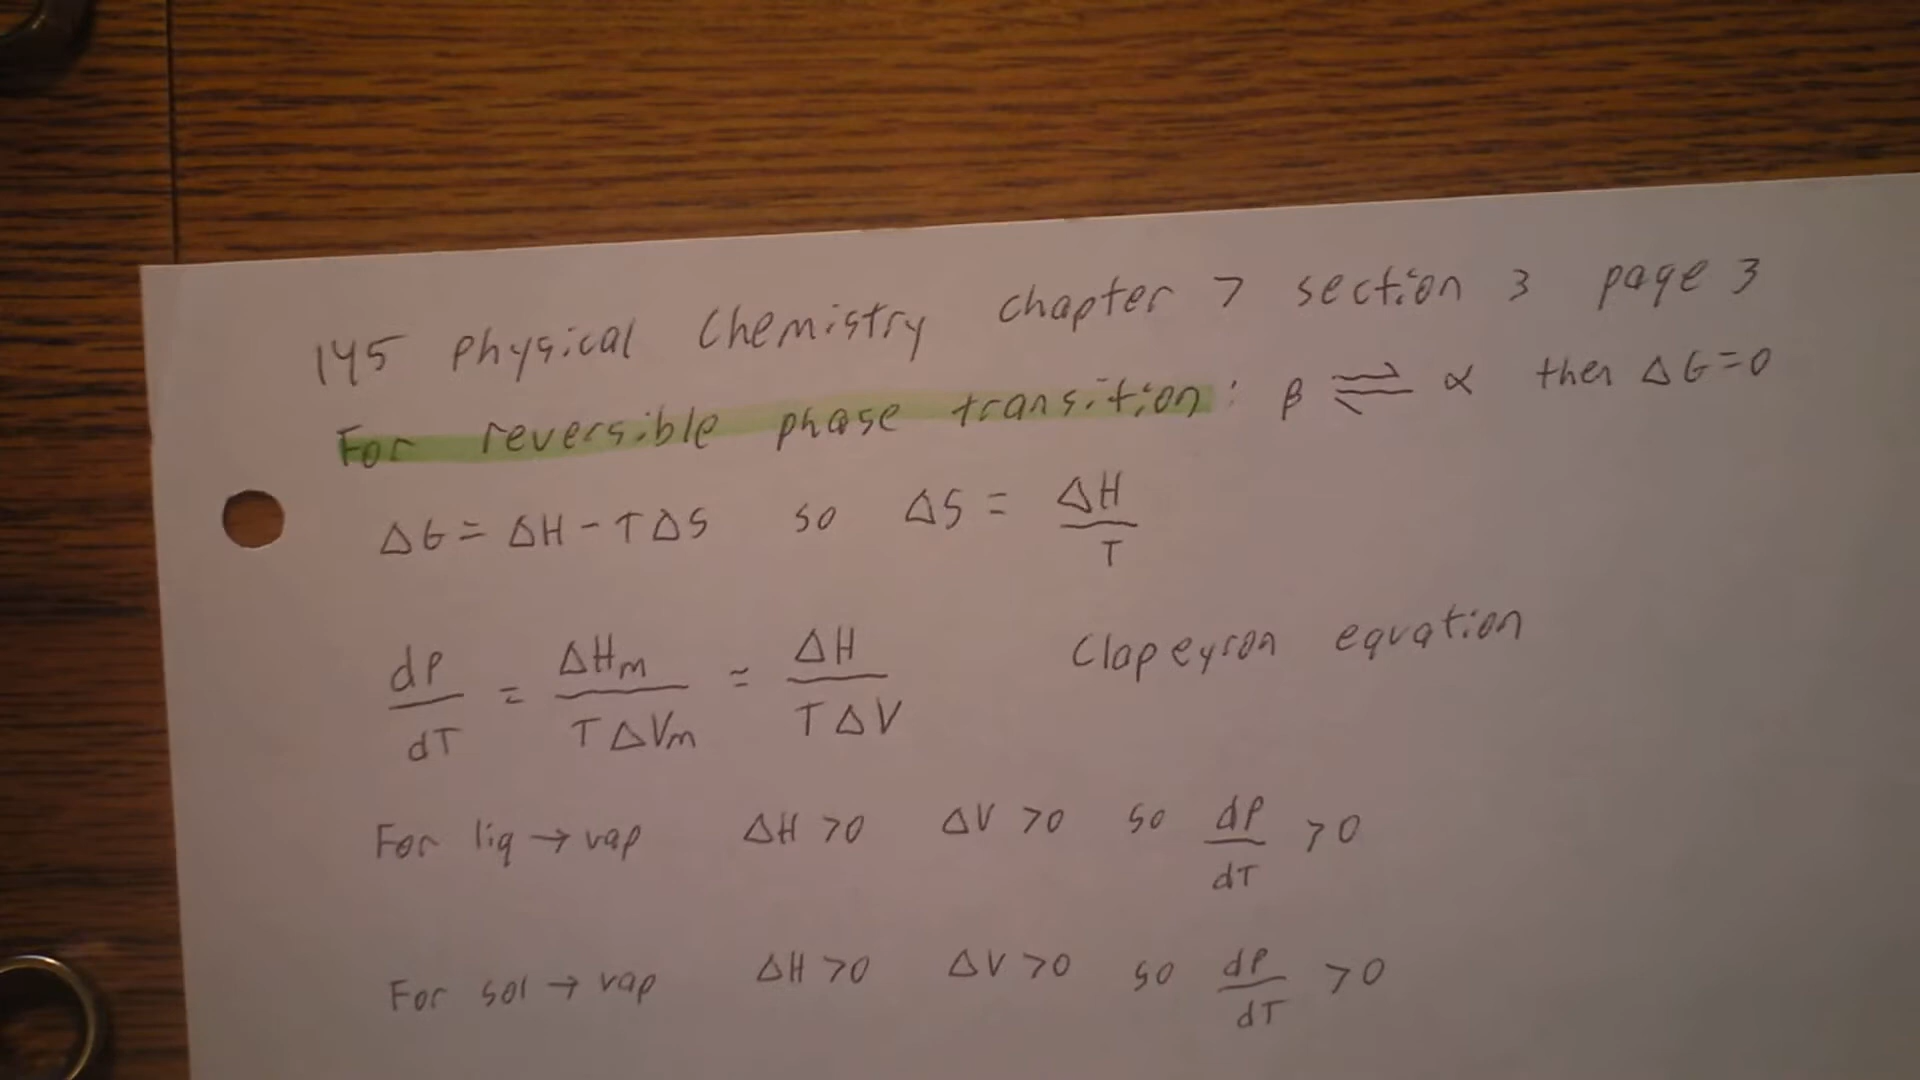 145 Physical Chemistry chapter 7 section 3 page 3
For reversible phase transition: β ⇌ α then ΔG=0
ΔG = ΔH - TΔS so ΔS = ΔH/T
dP/dT = ΔHm/TΔVm = ΔH/TΔV Clapeyron equation
For liq → vap ΔH >0 ΔV >0 so dP/dT >0
For sol → vap ΔH >0 ΔV >0 so dP/dT >0